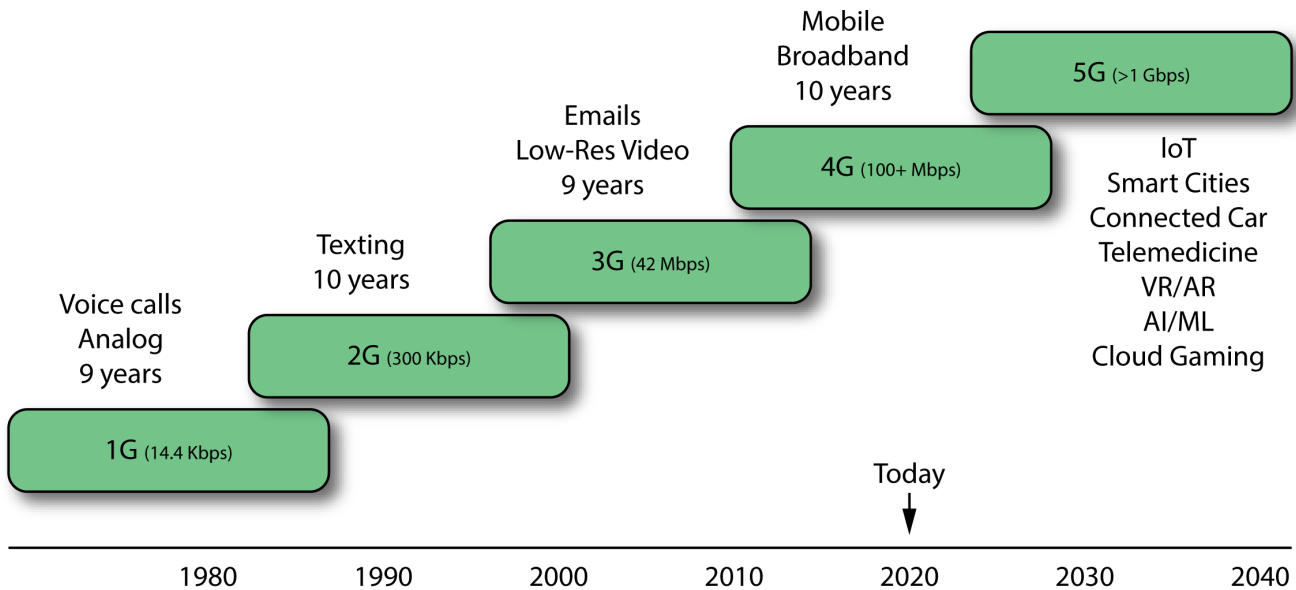 Mobile
Broadband
10 years
5G (>1 Gbps)
Emails
Low-Res Video
9 years
4G (100+ Mbps)
IoT
Smart Cities
Connected Car
Telemedicine
VR/AR
AI/ML
Cloud Gaming
Texting
10 years
3G (42 Mbps)
Voice calls
Analog
9 years
2G (300 Kbps)
1G (14.4 Kbps)
Today
1980 1990 2000 2010 2020 2030 2040